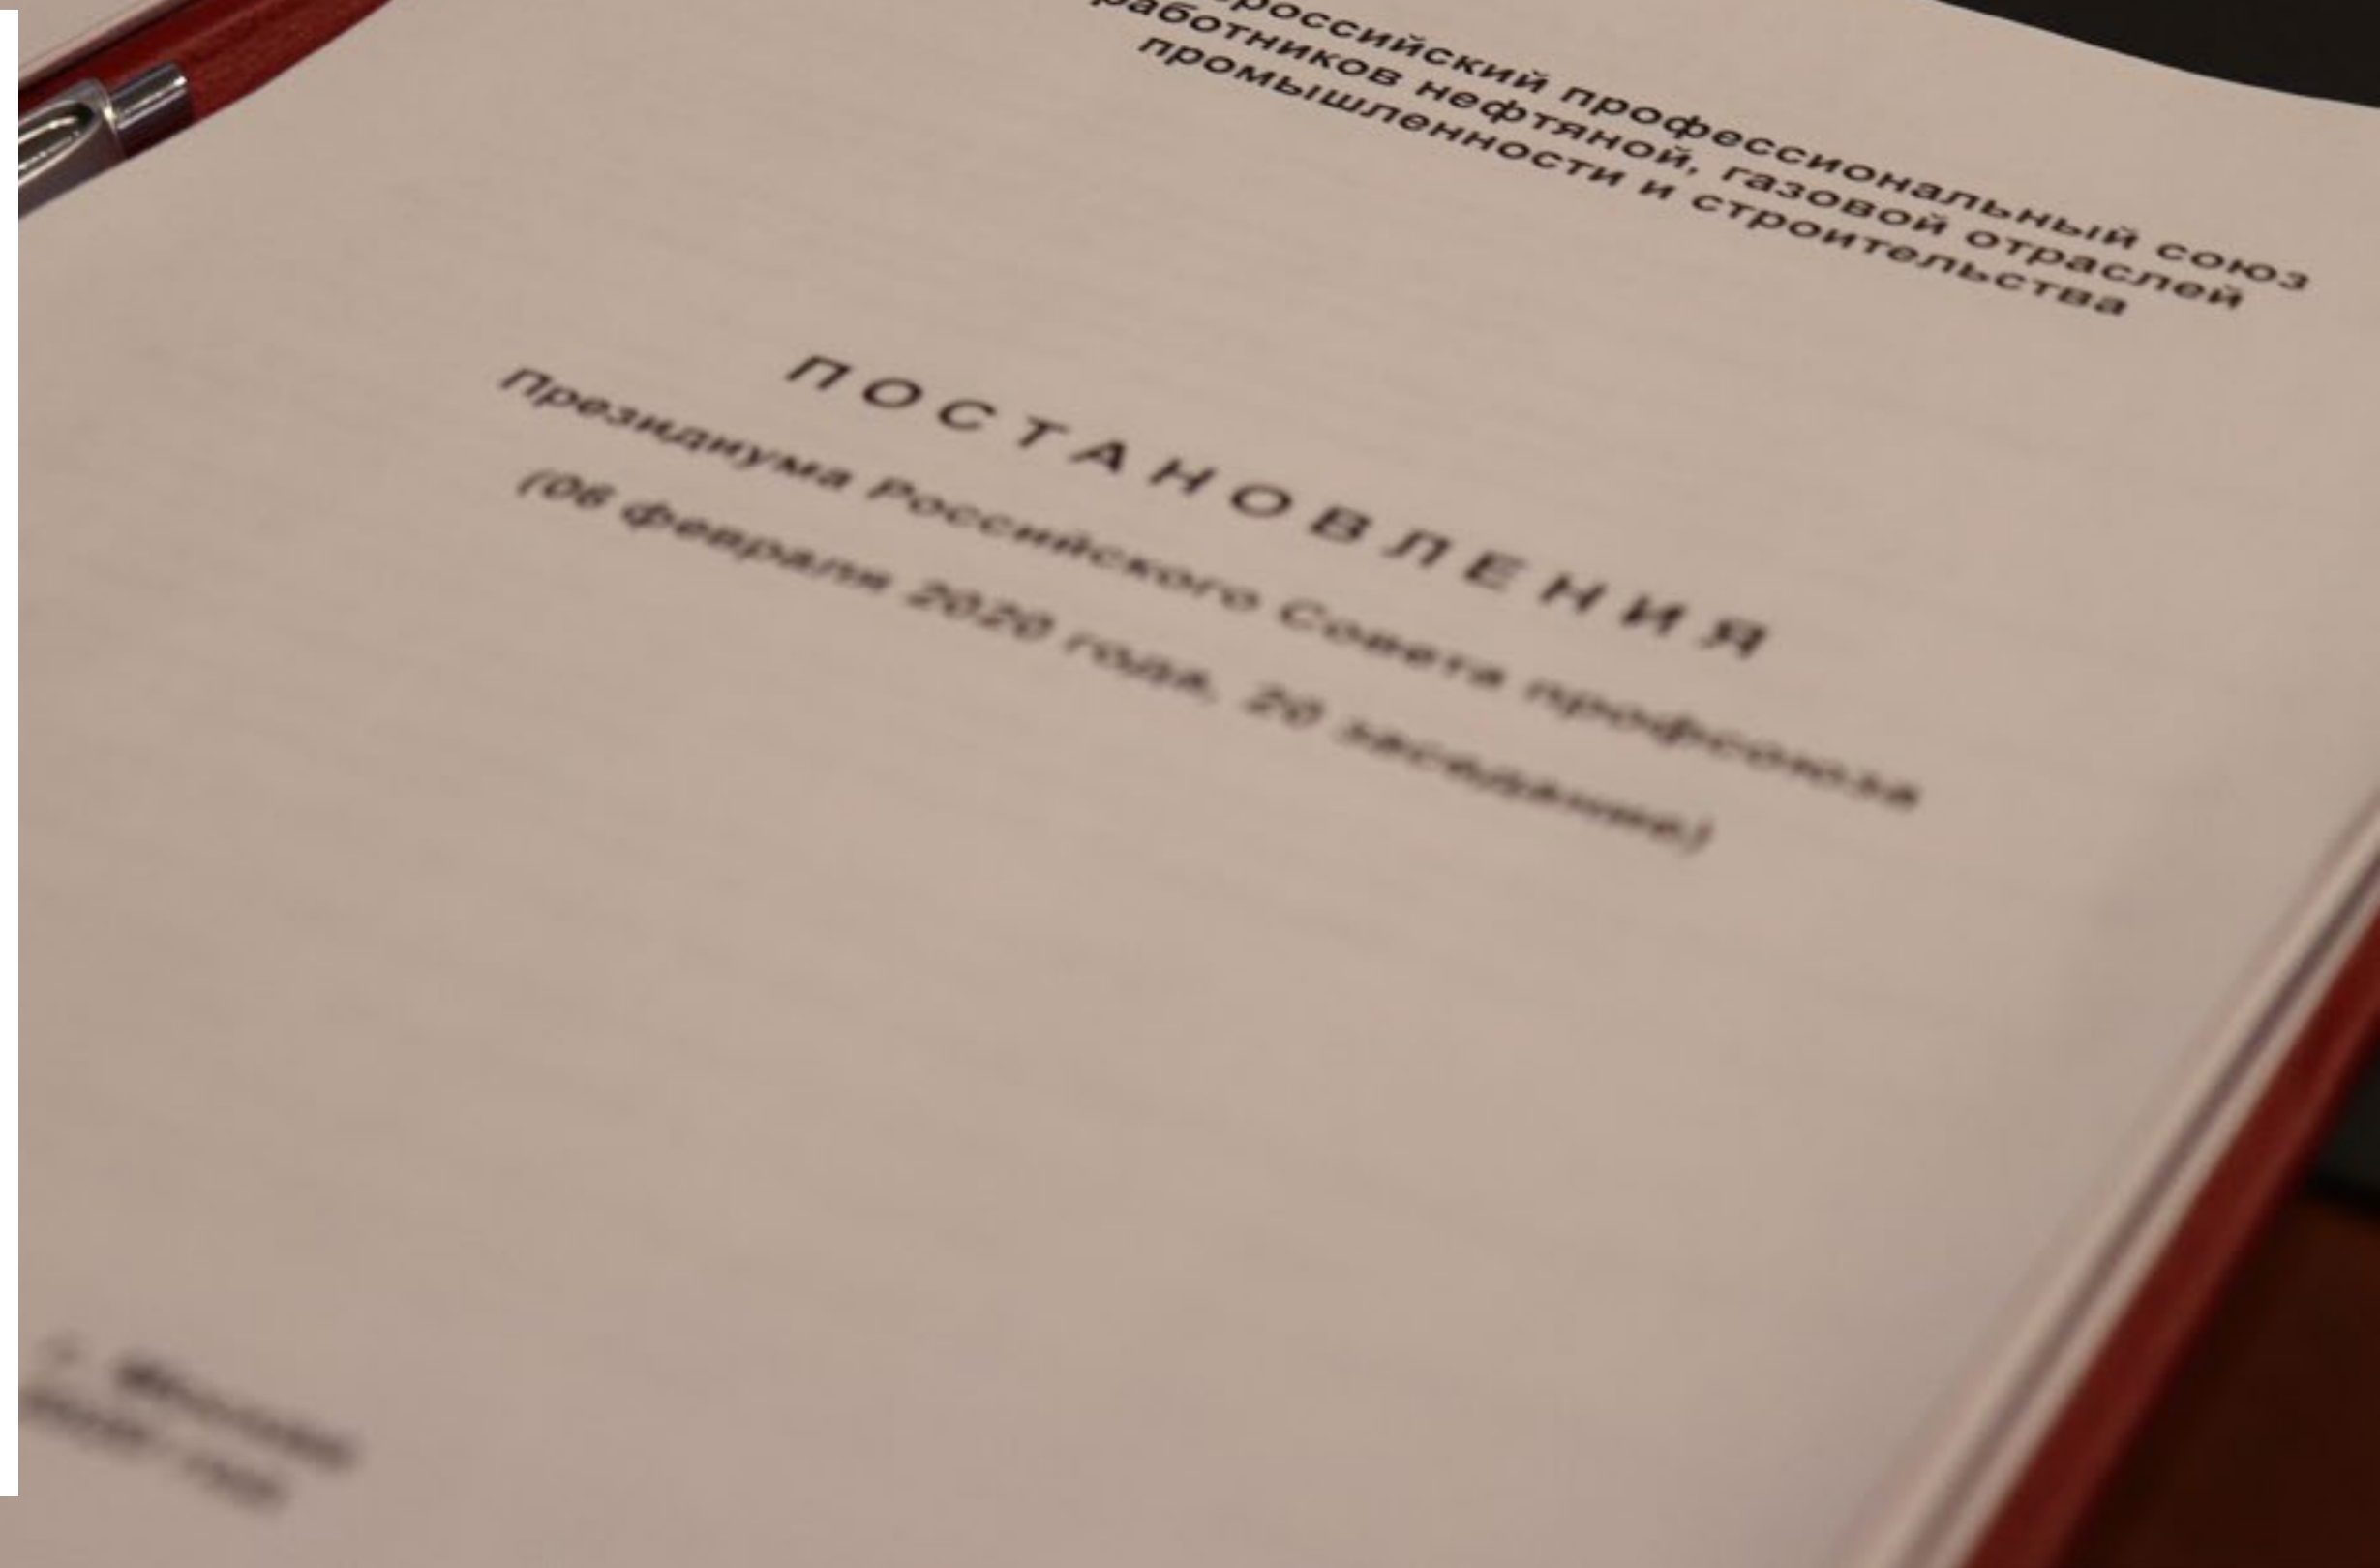 российский профессиональный союз
работников нефтяной, газовой отраслей
промышленности и строительства
ПОСТАНОВЛЕНИЯ
Президиума Российского Совета профсоюза
(06 февраля 2020 года, 20 заседание)
г. Москва